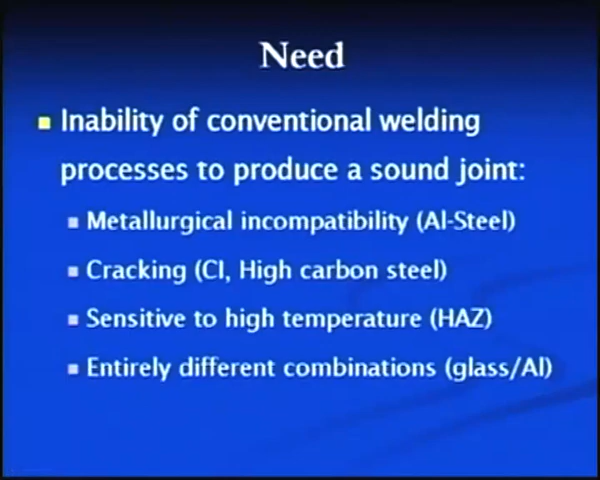 Need
Inability of conventional welding
processes to produce a sound joint:
Metallurgical incompatibility (Al-Steel)
Cracking (CI, High carbon steel)
Sensitive to high temperature (HAZ)
Entirely different combinations (glass/Al)